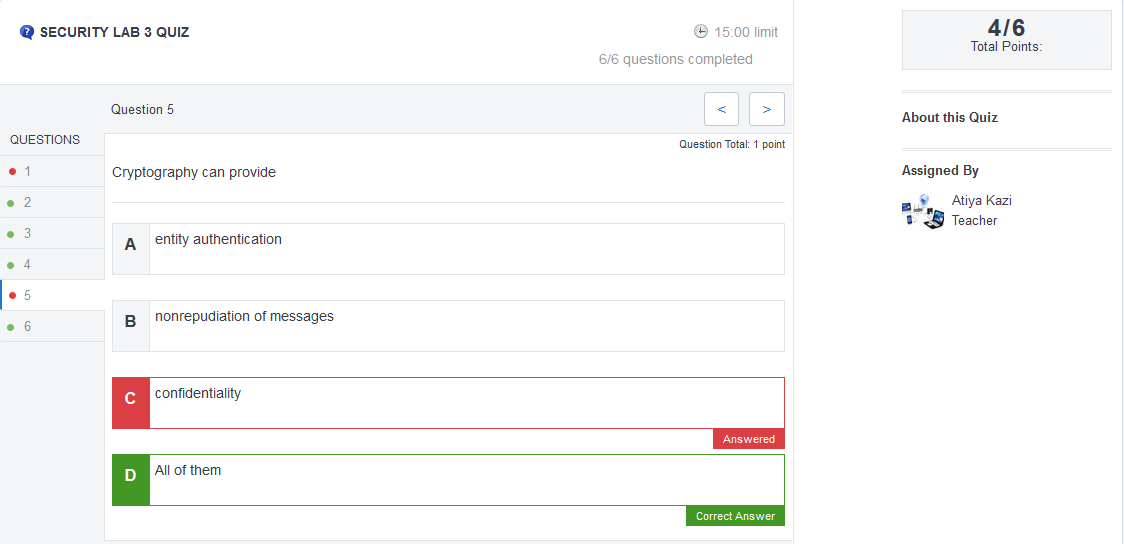 SECURITY LAB 3 QUIZ
15:00 limit
6/6 questions completed
Question 5
<
>
QUESTIONS
1
2
3
4
5
6
Question Total: 1 point
Cryptography can provide
A
entity authentication
B
nonrepudiation of messages
C
confidentiality
Answered
D
All of them
Correct Answer
4/6
Total Points:
About this Quiz
Assigned By
Atiya Kazi
Teacher